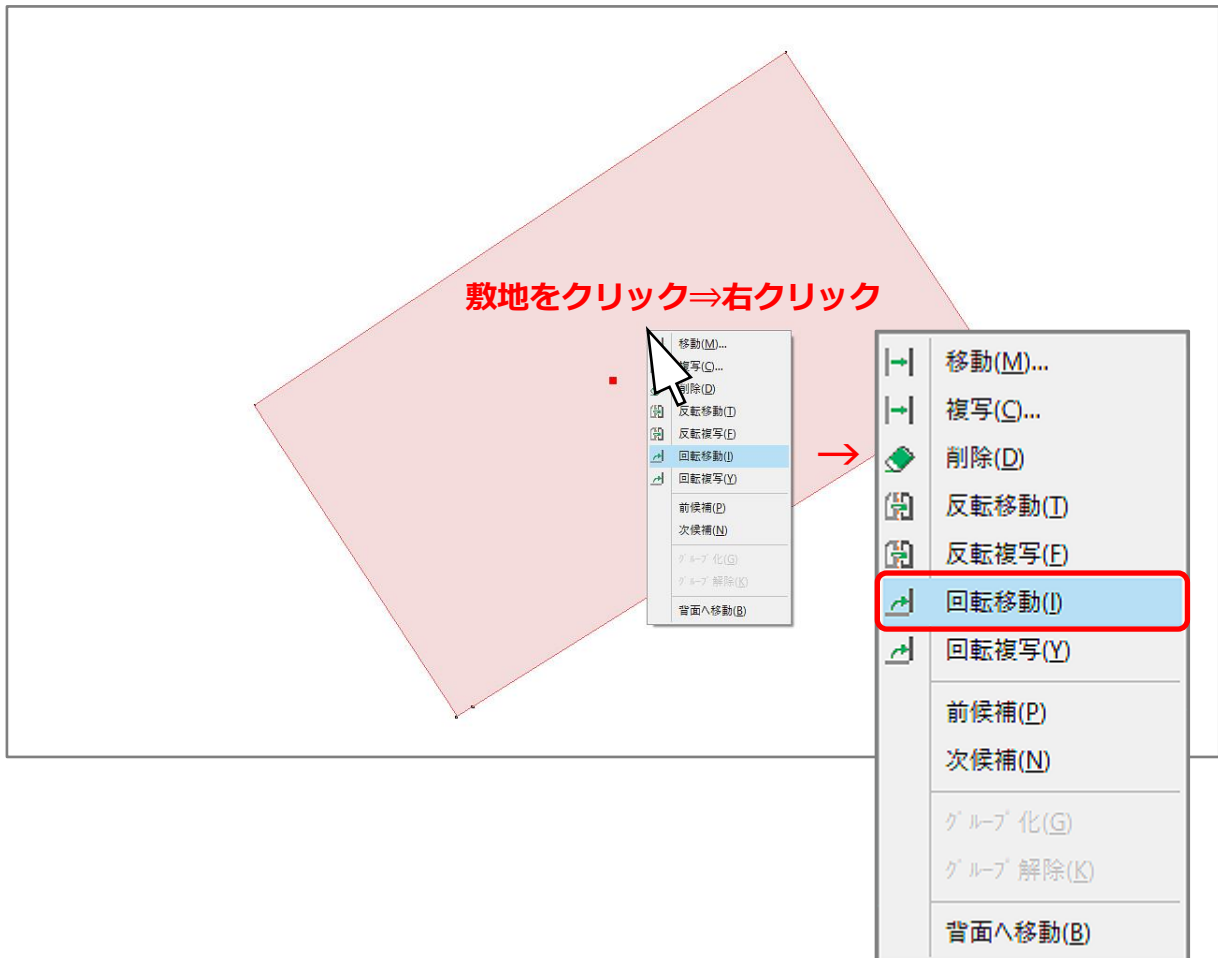 敷地をクリック⇒右クリック
移動(M)...
複写(C)...
削除(D)
反転移動(T)
反転複写(F)
回転移動(I)
回転複写(Y)
前候補(P)
次候補(N)
グループ化(G)
グループ解除(K)
背面へ移動(B)
→
移動(M)...
複写(C)...
削除(D)
反転移動(T)
反転複写(F)
回転移動(I)
回転複写(Y)
前候補(P)
次候補(N)
グループ化(G)
グループ解除(K)
背面へ移動(B)